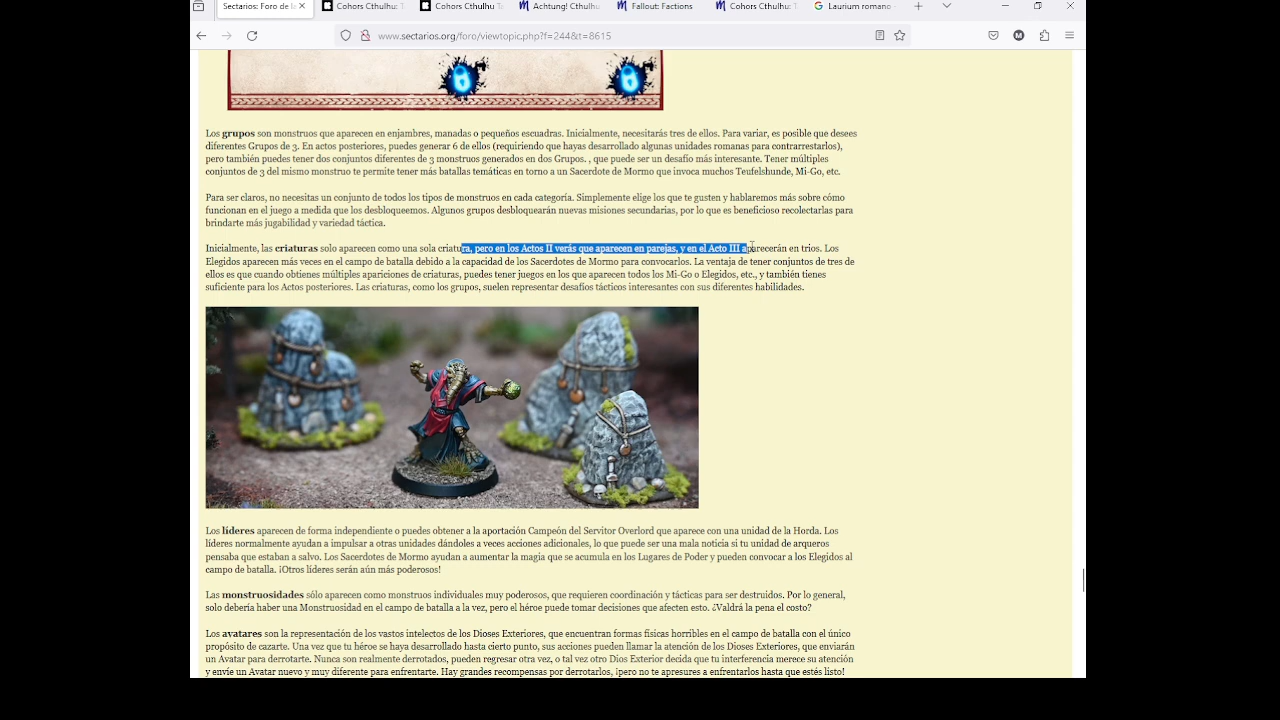 Sectarios: Foro de la
Cohors Cthulhu: T
Cohors Cthulhu Ta
Achtung! Cthulhu
Fallout: Factions
Cohors Cthulhu: T
Laurium romano
www.sectarios.org/foro/viewtopic.php?f=244&t=8615
Los grupos son monstruos que aparecen en enjambres, manadas o pequeños escuadras. Inicialmente, necesitarás tres de ellos. Para variar, es posible que desees
diferentes Grupos de 3. En actos posteriores, puedes generar 6 de ellos (requiriendo que hayas desarrollado algunas unidades romanas para contrarrestarlos),
pero también puedes tener dos conjuntos diferentes de 3 monstruos generados en dos Grupos. , que puede ser un desafío más interesante. Tener múltiples
conjuntos de 3 del mismo monstruo te permite tener más batallas temáticas en torno a un Sacerdote de Mormo que invoca muchos Teufelshunde, Mi-Go, etc.
Para ser claros, no necesitas un conjunto de todos los tipos de monstruos en cada categoría. Simplemente elige los que te gusten y hablaremos más sobre cómo
funcionan en el juego a medida que los desbloqueemos. Algunos grupos desbloquearán nuevas misiones secundarias, por lo que es beneficioso recolectarlas para
brindarte más jugabilidad y variedad táctica.
Inicialmente, las criaturas solo aparecen como una sola criatura, pero en los Actos II verás que aparecen en parejas, y en el Acto III aparecerán en tríos. Los
Elegidos aparecen más veces en el campo de batalla debido a la capacidad de los Sacerdotes de Mormo para convocarlos. La ventaja de tener conjuntos de tres de
ellos es que cuando obtienes múltiples apariciones de criaturas, puedes tener juegos en los que aparecen todos los Mi-Go o Elegidos, etc., y también tienes
suficiente para los Actos posteriores. Las criaturas, como los grupos, suelen representar desafíos tácticos interesantes con sus diferentes habilidades.
Los líderes aparecen de forma independiente o puedes obtener a la aportación Campeón del Servitor Overlord que aparece con una unidad de la Horda. Los
líderes normalmente ayudan a impulsar a otras unidades dándoles a veces acciones adicionales, lo que puede ser una mala noticia si tu unidad de arqueros
pensaba que estaban a salvo. Los Sacerdotes de Mormo ayudan a aumentar la magia que se acumula en los Lugares de Poder y pueden convocar a los Elegidos al
campo de batalla. ¡Otros líderes serán aún más poderosos!
Las monstruosidades sólo aparecen como monstruos individuales muy poderosos, que requieren coordinación y tácticas para ser destruidos. Por lo general,
solo debería haber una Monstruosidad en el campo de batalla a la vez, pero el héroe puede tomar decisiones que afecten esto. ¿Valdrá la pena el costo?
Los avatares son la representación de los vastos intelectos de los Dioses Exteriores, que encuentran formas físicas horribles en el campo de batalla con el único
propósito de cazarte. Una vez que tu héroe se haya desarrollado hasta cierto punto, sus acciones pueden llamar la atención de los Dioses Exteriores, que enviarán
un Avatar para derrotarte. Nunca son realmente derrotados, pueden regresar otra vez, o tal vez otro Dios Exterior decida que tu interferencia merece su atención
y envíe un Avatar nuevo y muy diferente para enfrentarte. Hay grandes recompensas por derrotarlos, ¡pero no te apresures a enfrentarlos hasta que estés listo!